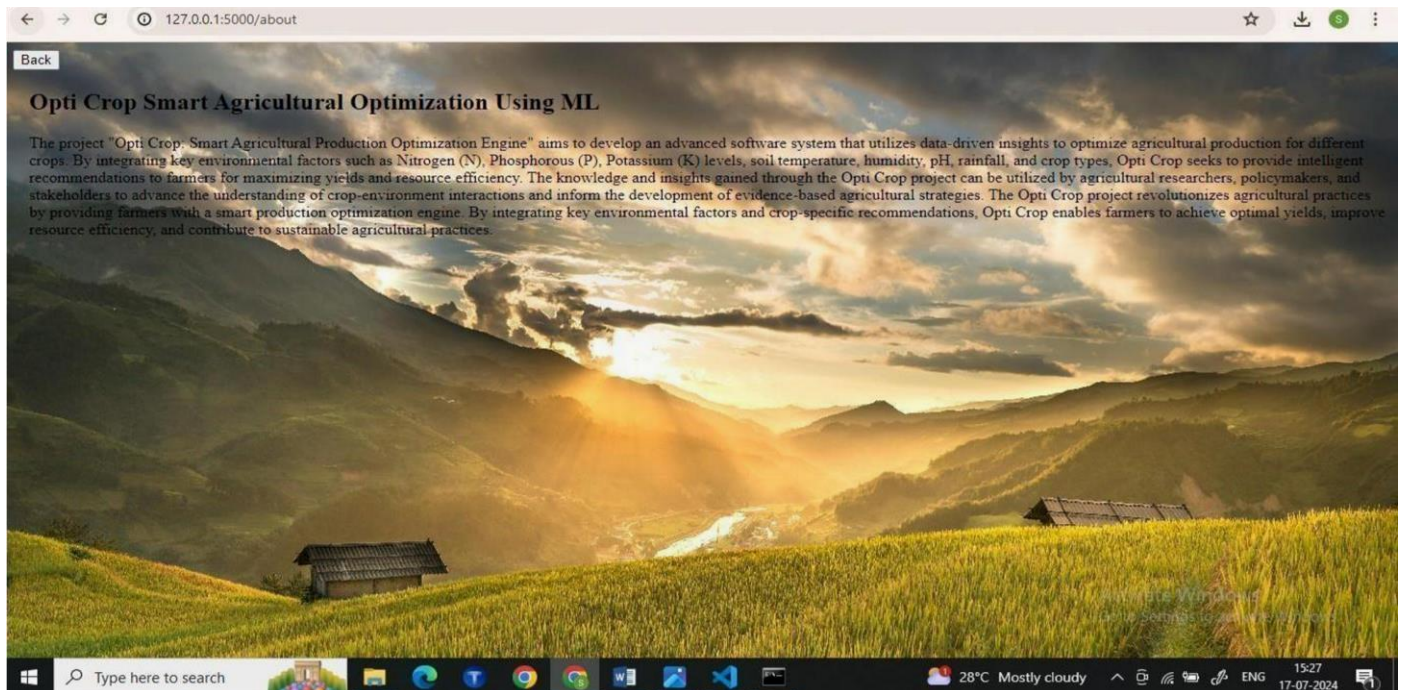 127.0.0.1:5000/about
S
Back
Opti Crop Smart Agricultural Optimization Using ML
The project "Opti Crop: Smart Agricultural Production Optimization Engine" aims to develop an advanced software system that utilizes data-driven insights to optimize agricultural production for different
crops. By integrating key environmental factors such as Nitrogen (N), Phosphorous (P), Potassium (K) levels, soil temperature, humidity, pH, rainfall, and crop types, Opti Crop seeks to provide intelligent
recommendations to farmers for maximizing yields and resource efficiency. The knowledge and insights gained through the Opti Crop project can be utilized by agricultural researchers, policymakers, and
stakeholders to advance the understanding of crop-environment interactions and inform the development of evidence-based agricultural strategies. The Opti Crop project revolutionizes agricultural practices
by providing farmers with a smart production optimization engine. By integrating key environmental factors and crop-specific recommendations, Opti Crop enables farmers to achieve optimal yields, improve
resource efficiency, and contribute to sustainable agricultural practices.
Activate Windows
Go to Settings to activate Windows.
Type here to search
28°C Mostly cloudy
ENG
15:27
17-07-2024